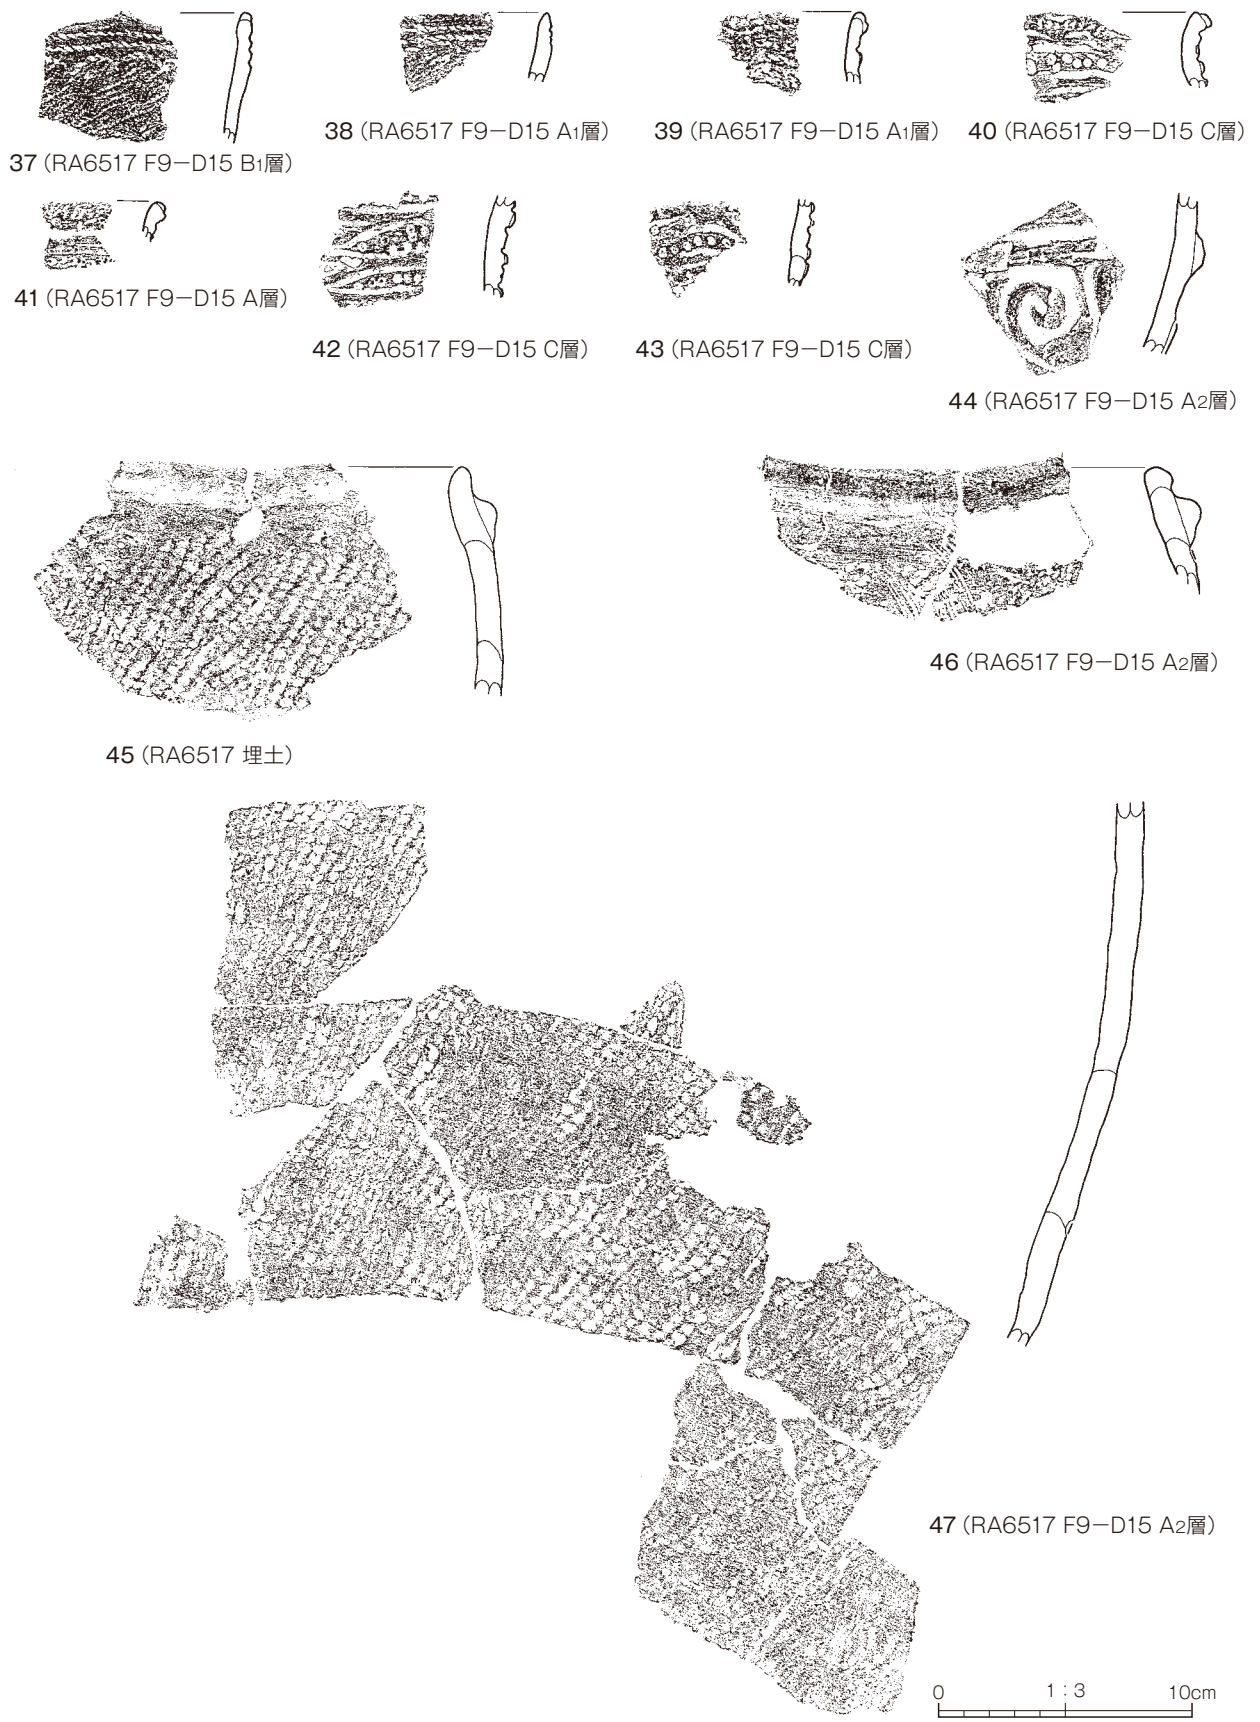 37 (RA6517 F9−D15 B1層)
38 (RA6517 F9−D15 A1層)
39 (RA6517 F9−D15 A1層)
40 (RA6517 F9−D15 C層)
41 (RA6517 F9−D15 A層)
42 (RA6517 F9−D15 C層)
43 (RA6517 F9−D15 C層)
44 (RA6517 F9−D15 A2層)
45 (RA6517 埋土)
46 (RA6517 F9−D15 A2層)
47 (RA6517 F9−D15 A2層)
0 1:3 10cm